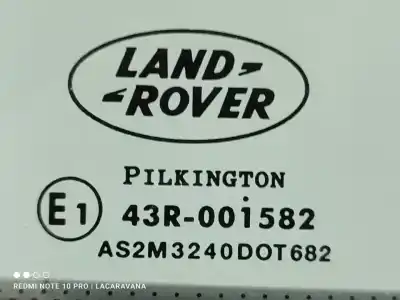 LAND
ROVER
PILKINGTON
E1 43R-001582
AS2M3240DOT682
REDMI NOTE 10 PRO | LACARAVANA